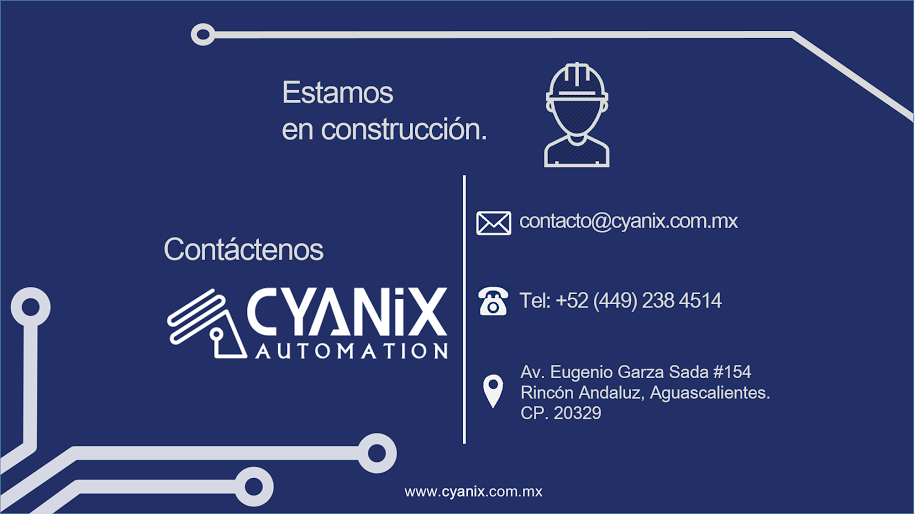 Estamos
en construcción.
Contáctenos
CYANiX
AUTOMATION
contacto@cyanix.com.mx
Tel: +52 (449) 238 4514
Av. Eugenio Garza Sada #154
Rincón Andaluz, Aguascalientes.
CP. 20329
www.cyanix.com.mx